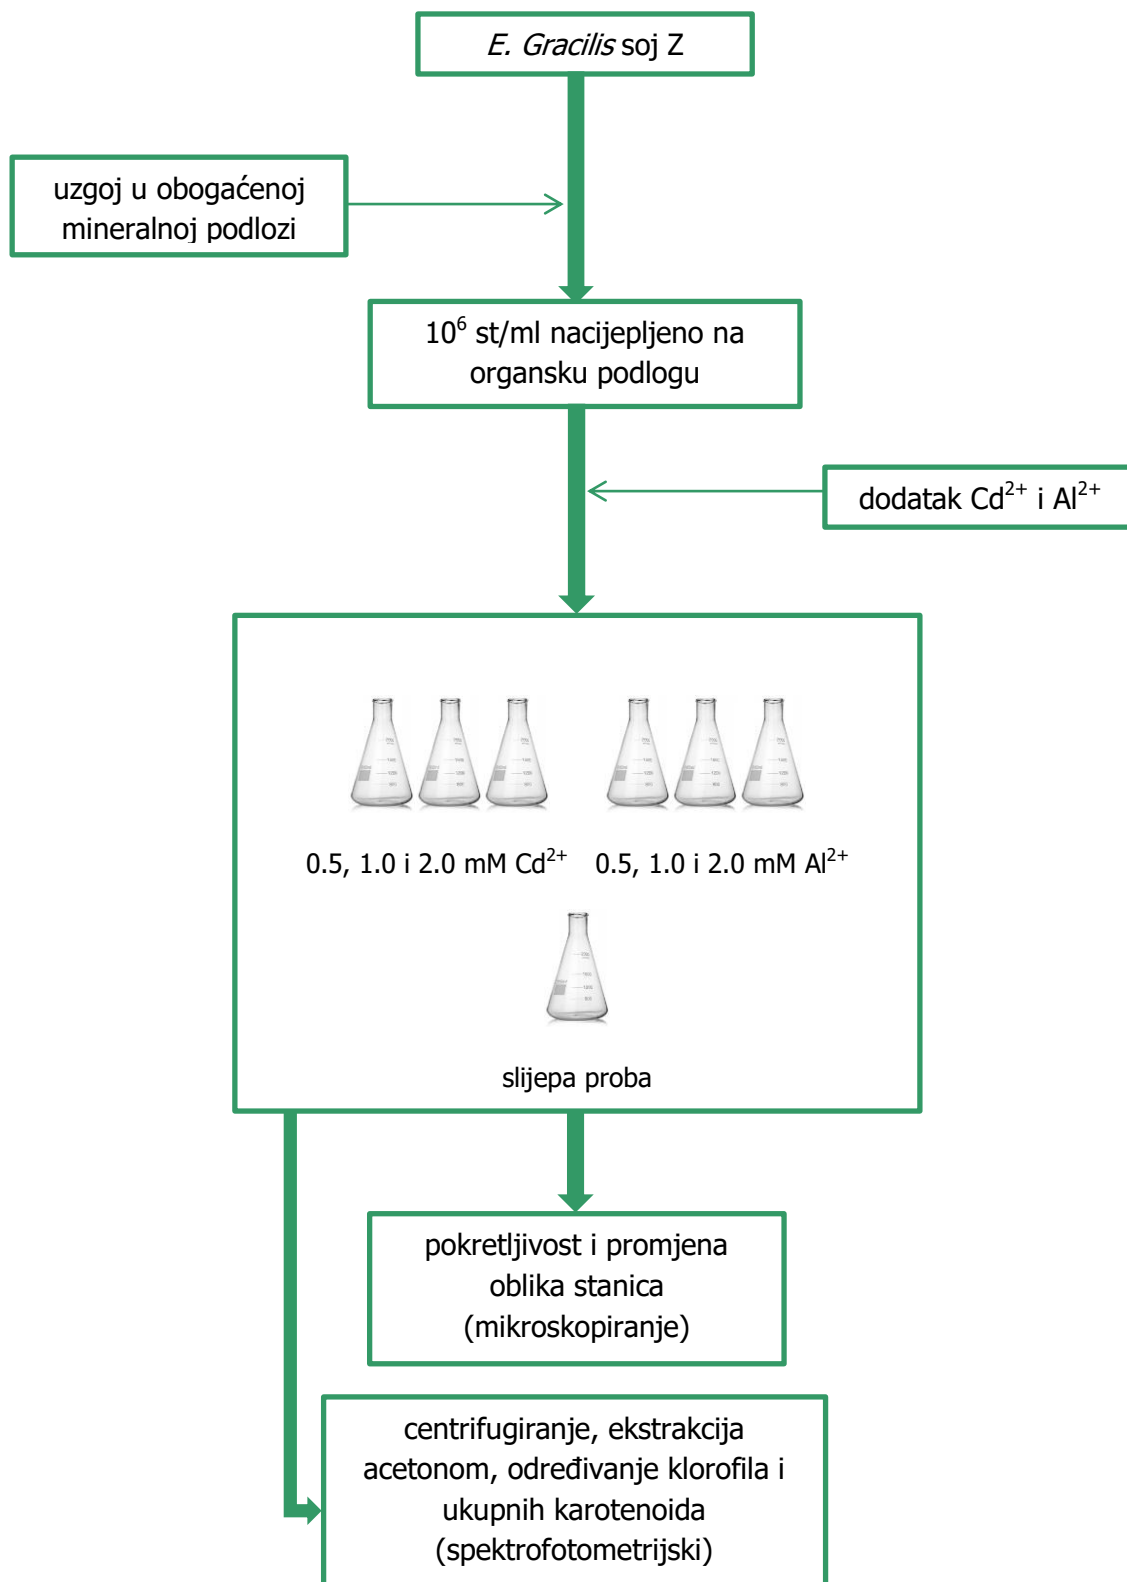 E. Gracilis soj Z
uzgoj u obogaćenoj
mineralnoj podlozi
10⁶ st/ml nacijepljeno na
organsku podlogu
dodatak Cd²⁺ i Al²⁺
0.5, 1.0 i 2.0 mM Cd²⁺
0.5, 1.0 i 2.0 mM Al²⁺
slijepa proba
pokretljivost i promjena
oblika stanica
(mikroskopiranje)
centrifugiranje, ekstrakcija
acetonom, određivanje klorofila i
ukupnih karotenoida
(spektrofotometrijski)